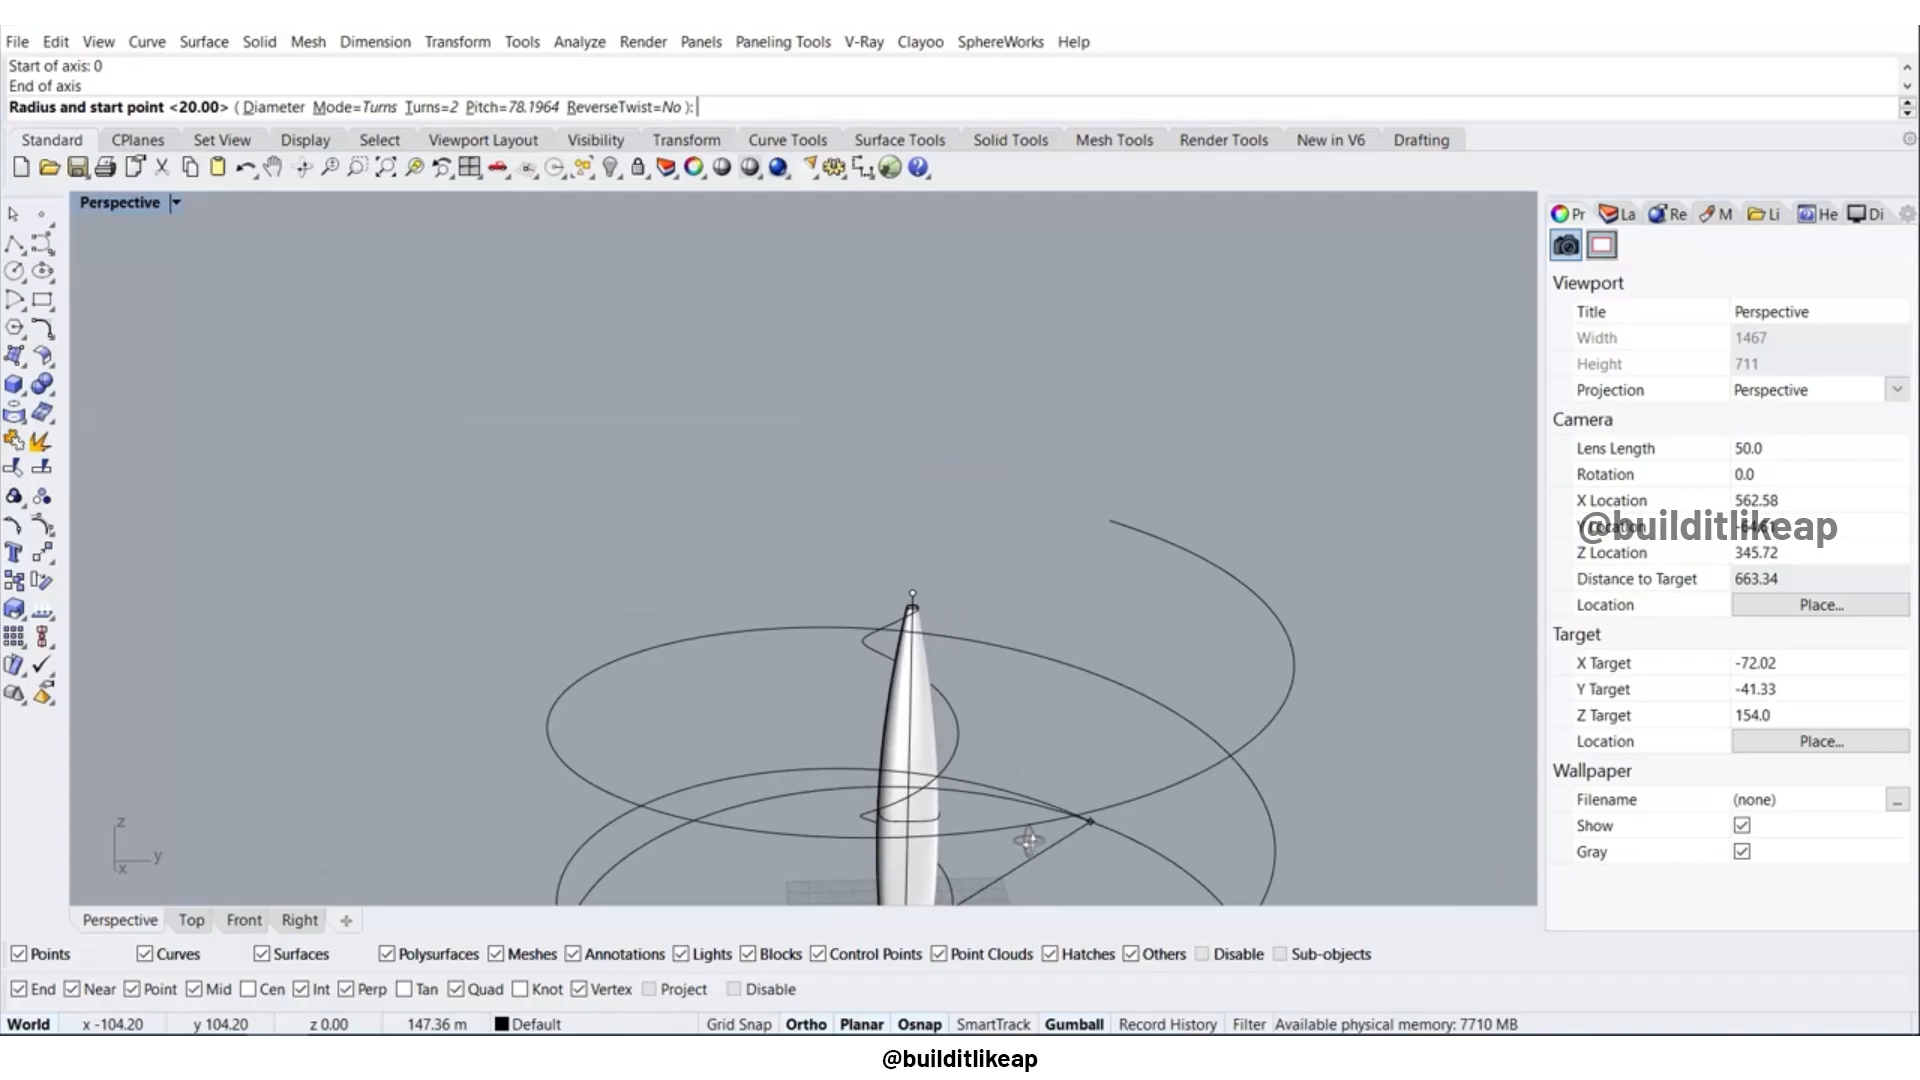 File Edit View Curve Surface Solid Mesh Dimension Transform Tools Analyze Render Panels Paneling Tools V-Ray Clayoo SphereWorks Help
Start of axis: 0
End of axis
Radius and start point <20.00> ( Diameter Mode=Turns Turns=2 Pitch=78.1964 ReverseTwist=No ):
Standard CPlanes Set View Display Select Viewport Layout Visibility Transform Curve Tools Surface Tools Solid Tools Mesh Tools Render Tools New in V6 Drafting
Perspective
Pr La Re M Li He Di
Viewport
Title Perspective
Width 1467
Height 711
Projection Perspective
Camera
Lens Length 50.0
Rotation 0.0
X Location 562.58
@builditlikeap
Z Location 345.72
Distance to Target 663.34
Location Place...
Target
X Target -72.02
Y Target -41.33
Z Target 154.0
Location Place...
Wallpaper
Filename (none) ...
Show
Gray
z
y
x
Perspective Top Front Right
Points Curves Surfaces Polysurfaces Meshes Annotations Lights Blocks Control Points Point Clouds Hatches Others Disable Sub-objects
End Near Point Mid Cen Int Perp Tan Quad Knot Vertex Project Disable
World x -104.20 y 104.20 z 0.00 147.36 m Default Grid Snap Ortho Planar Osnap SmartTrack Gumball Record History Filter Available physical memory: 7710 MB
@builditlikeap